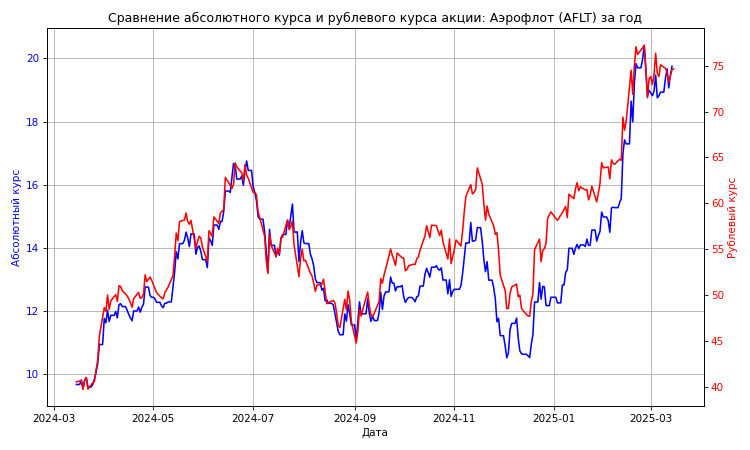 Сравнение абсолютного курса и рублевого курса акции: Аэрофлот (AFLT) за год
Абсолютный курс
20
18
16
14
12
10
75
70
65
60
55
50
45
40
Рублевый курс
2024-03 2024-05 2024-07 2024-09 2024-11 2025-01 2025-03
Дата